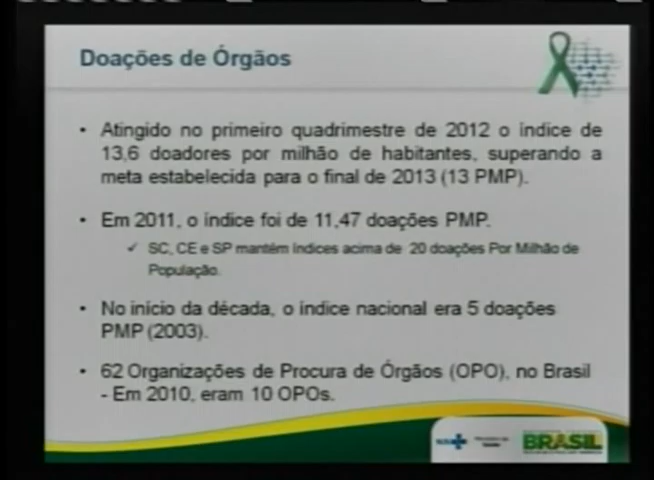 Doações de Órgãos
• Atingido no primeiro quadrimestre de 2012 o índice de
13,6 doadores por milhão de habitantes, superando a
meta estabelecida para o final de 2013 (13 PMP).
• Em 2011, o índice foi de 11,47 doações PMP.
✓ SC, CE e SP mantém índices acima de 20 doações Por Milhão de
População.
• No início da década, o índice nacional era 5 doações
PMP (2003).
• 62 Organizações de Procura de Órgãos (OPO), no Brasil
- Em 2010, eram 10 OPOs.
SUS
BRASIL